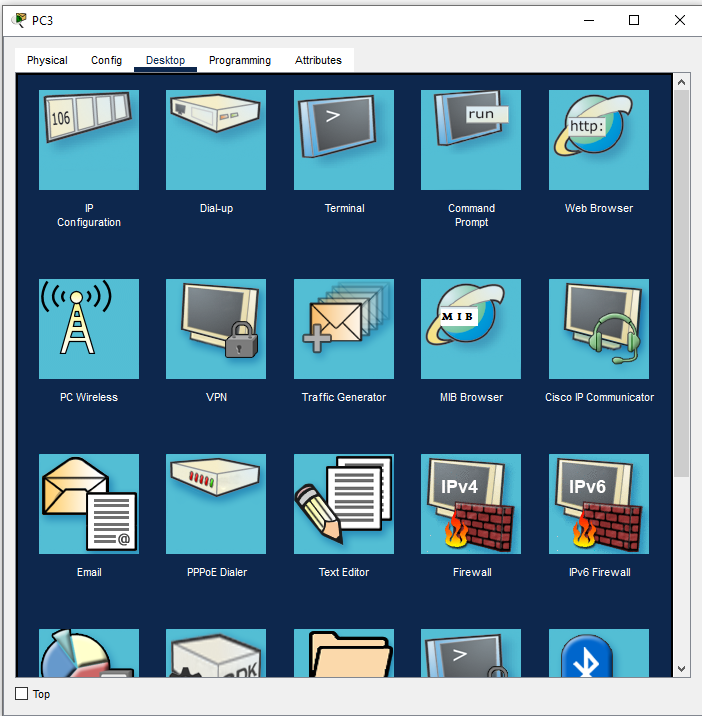 PC3
Physical Config Desktop Programming Attributes
106
>
run
http:
IP
Configuration
Dial-up
Terminal
Command
Prompt
Web Browser
MIB
PC Wireless
VPN
Traffic Generator
MIB Browser
Cisco IP Communicator
@
IPv4
IPv6
Email
PPPoE Dialer
Text Editor
Firewall
IPv6 Firewall
>
Top